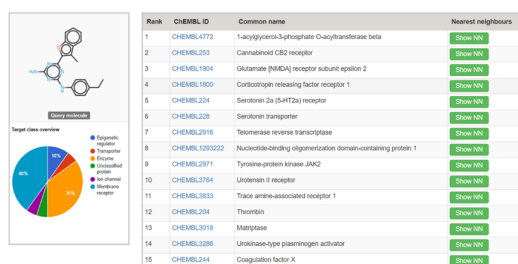 Query molecule
Target class overview
10%
30%
40%
Epigenetic
regulator
Transporter
Enzyme
Unclassified
protein
Ion channel
Membrane
receptor
Rank ChEMBL ID Common name Nearest neighbours
1 CHEMBL4772 1-acylglycerol-3-phosphate O-acyltransferase beta Show NN
2 CHEMBL253 Cannabinoid CB2 receptor Show NN
3 CHEMBL1904 Glutamate [NMDA] receptor subunit epsilon 2 Show NN
4 CHEMBL1800 Corticotropin releasing factor receptor 1 Show NN
5 CHEMBL224 Serotonin 2a (5-HT2a) receptor Show NN
6 CHEMBL228 Serotonin transporter Show NN
7 CHEMBL2916 Telomerase reverse transcriptase Show NN
8 CHEMBL1293222 Nucleotide-binding oligomerization domain-containing protein 1 Show NN
9 CHEMBL2971 Tyrosine-protein kinase JAK2 Show NN
10 CHEMBL3764 Urotensin II receptor Show NN
11 CHEMBL3833 Trace amine-associated receptor 1 Show NN
12 CHEMBL204 Thrombin Show NN
13 CHEMBL3018 Matriptase Show NN
14 CHEMBL3286 Urokinase-type plasminogen activator Show NN
15 CHEMBL244 Coagulation factor X Show NN